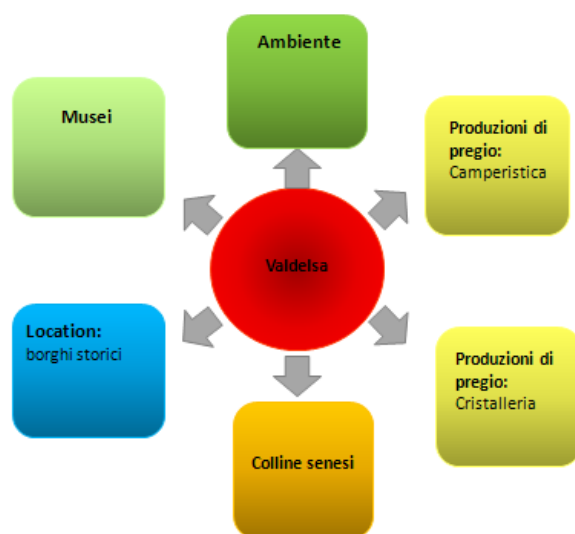 Ambiente
Musei
Produzioni di
pregio:
Camperistica
Valdelsa
Location:
borghi storici
Produzioni di
pregio:
Cristalleria
Colline senesi